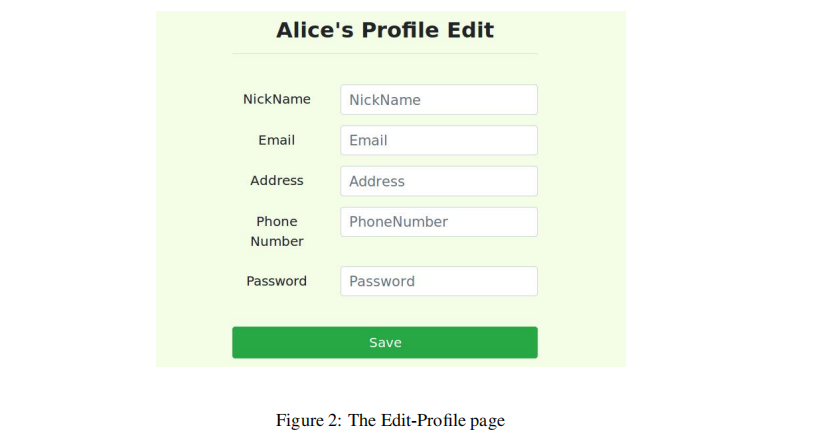 Alice's Profile Edit
NickName NickName
Email Email
Address Address
Phone Number PhoneNumber
Password Password
Save
Figure 2: The Edit-Profile page